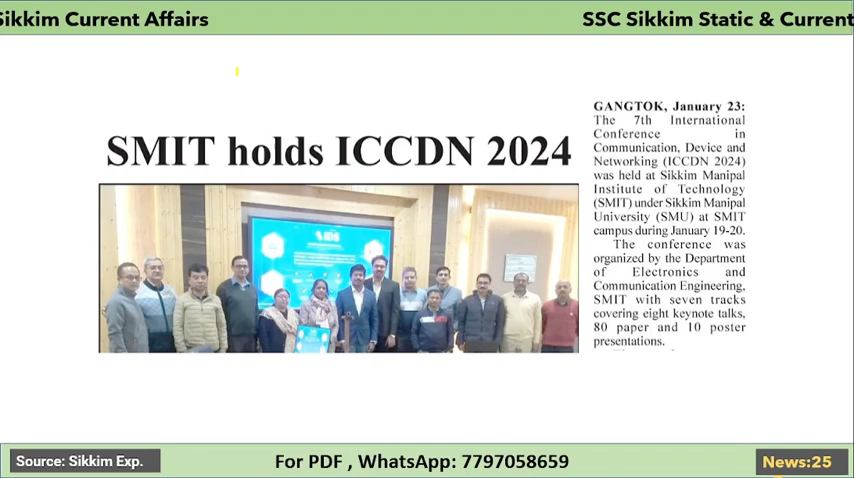 Sikkim Current Affairs
SSC Sikkim Static & Current
SMIT holds ICCDN 2024
IDS
GANGTOK, January 23:
The 7th International
Conference in
Communication, Device and
Networking (ICCDN 2024)
was held at Sikkim Manipal
Institute of Technology
(SMIT) under Sikkim Manipal
University (SMU) at SMIT
campus during January 19-20.
The conference was
organized by the Department
of Electronics and
Communication Engineering,
SMIT with seven tracks
covering eight keynote talks,
80 paper and 10 poster
presentations.
Source: Sikkim Exp.
For PDF , WhatsApp: 7797058659
News:25